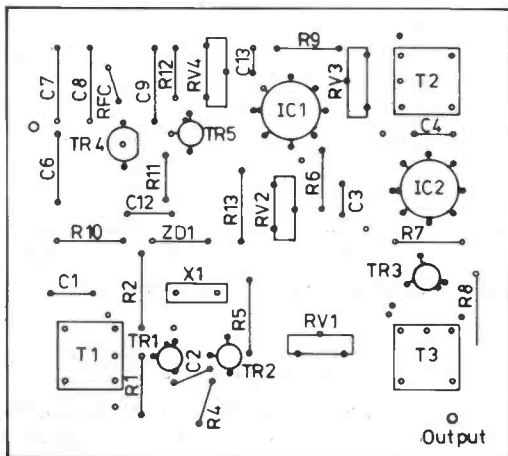 C7
C8
RFC
C9
R12
RV4
C13
R9
RV3
T2
IC1
TR4
TR5
C4
C6
R11
R13
RV2
R6
C3
IC2
C12
R10
ZD1
R7
TR3
C1
R2
X1
R5
RV1
R8
T1
TR1
C2
TR2
T3
R1
R4
Output